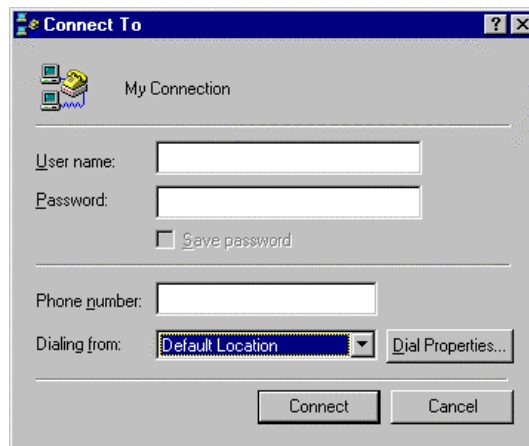 Connect To
My Connection
User name:
Password:
Save password
Phone number:
Dialing from: Default Location Dial Properties...
Connect Cancel